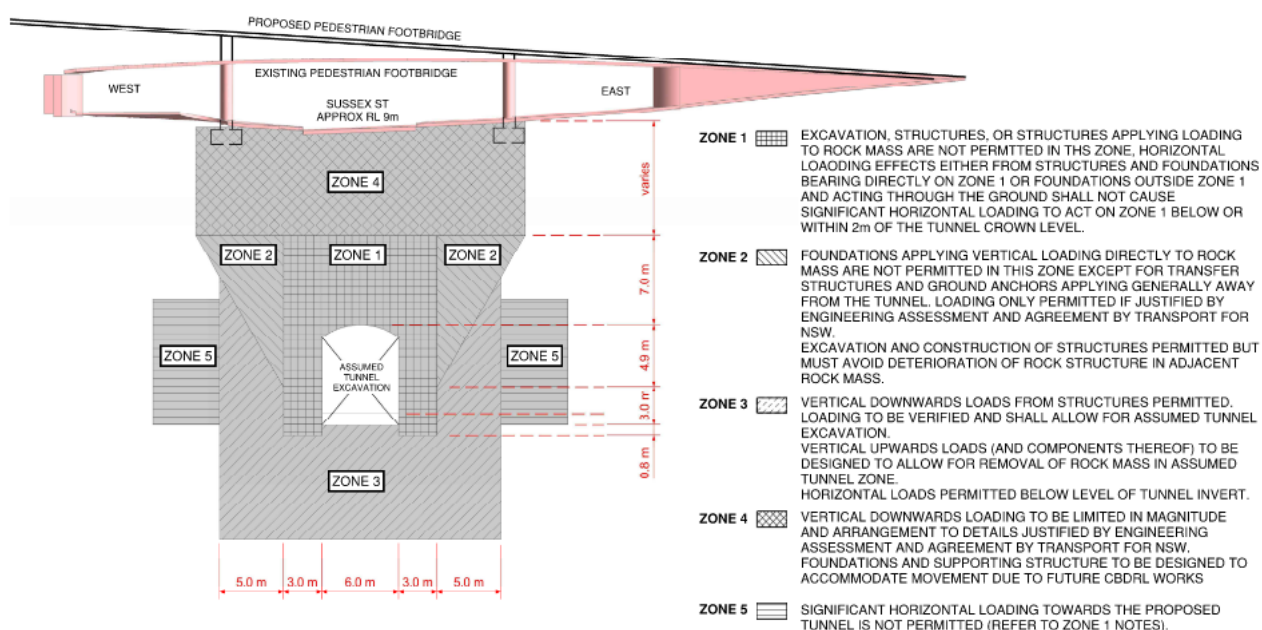 PROPOSED PEDESTRIAN FOOTBRIDGE
EXISTING PEDESTRIAN FOOTBRIDGE
WEST
EAST
SUSSEX ST
APPROX RL 9m
ZONE 4
ZONE 2
ZONE 1
ZONE 2
ZONE 5
ZONE 5
ASSUMED
TUNNEL
EXCAVATION
ZONE 3
varies
7.0 m
4.9 m
3.0 m
0.8 m
5.0 m
3.0 m
6.0 m
3.0 m
5.0 m
ZONE 1
EXCAVATION, STRUCTURES, OR STRUCTURES APPLYING LOADING
TO ROCK MASS ARE NOT PERMTTED IN THS ZONE, HORIZONTAL
LOAODING EFFECTS EITHER FROM STRUCTURES AND FOUNDATIONS
BEARING DIRECTLY ON ZONE 1 OR FOUNDATIONS OUTSIDE ZONE 1
AND ACTING THROUGH THE GROUND SHALL NOT CAUSE
SIGNIFICANT HORIZONTAL LOADING TO ACT ON ZONE 1 BELOW OR
WITHIN 2m OF THE TUNNEL CROWN LEVEL.
ZONE 2
FOUNDATIONS APPLYING VERTICAL LOADING DIRECTLY TO ROCK
MASS ARE NOT PERMITTED IN THIS ZONE EXCEPT FOR TRANSFER
STRUCTURES AND GROUND ANCHORS APPLYING GENERALLY AWAY
FROM THE TUNNEL. LOADING ONLY PERMITTED IF JUSTIFIED BY
ENGINEERING ASSESSMENT AND AGREEMENT BY TRANSPORT FOR
NSW.
EXCAVATION ANO CONSTRUCTION OF STRUCTURES PERMITTED BUT
MUST AVOID DETERIORATION OF ROCK STRUCTURE IN ADJACENT
ROCK MASS.
ZONE 3
VERTICAL DOWNWARDS LOADS FROM STRUCTURES PERMITTED.
LOADING TO BE VERIFIED AND SHALL ALLOW FOR ASSUMED TUNNEL
EXCAVATION.
VERTICAL UPWARDS LOADS (AND COMPONENTS THEREOF) TO BE
DESIGNED TO ALLOW FOR REMOVAL OF ROCK MASS IN ASSUMED
TUNNEL ZONE.
HORIZONTAL LOADS PERMITTED BELOW LEVEL OF TUNNEL INVERT.
ZONE 4
VERTICAL DOWNWARDS LOADING TO BE LIMITED IN MAGNITUDE
AND ARRANGEMENT TO DETAILS JUSTIFIED BY ENGINEERING
ASSESSMENT AND AGREEMENT BY TRANSPORT FOR NSW.
FOUNDATIONS AND SUPPORTING STRUCTURE TO BE DESIGNED TO
ACCOMMODATE MOVEMENT DUE TO FUTURE CBDRL WORKS
ZONE 5
SIGNIFICANT HORIZONTAL LOADING TOWARDS THE PROPOSED
TUNNEL IS NOT PERMITTED (REFER TO ZONE 1 NOTES).